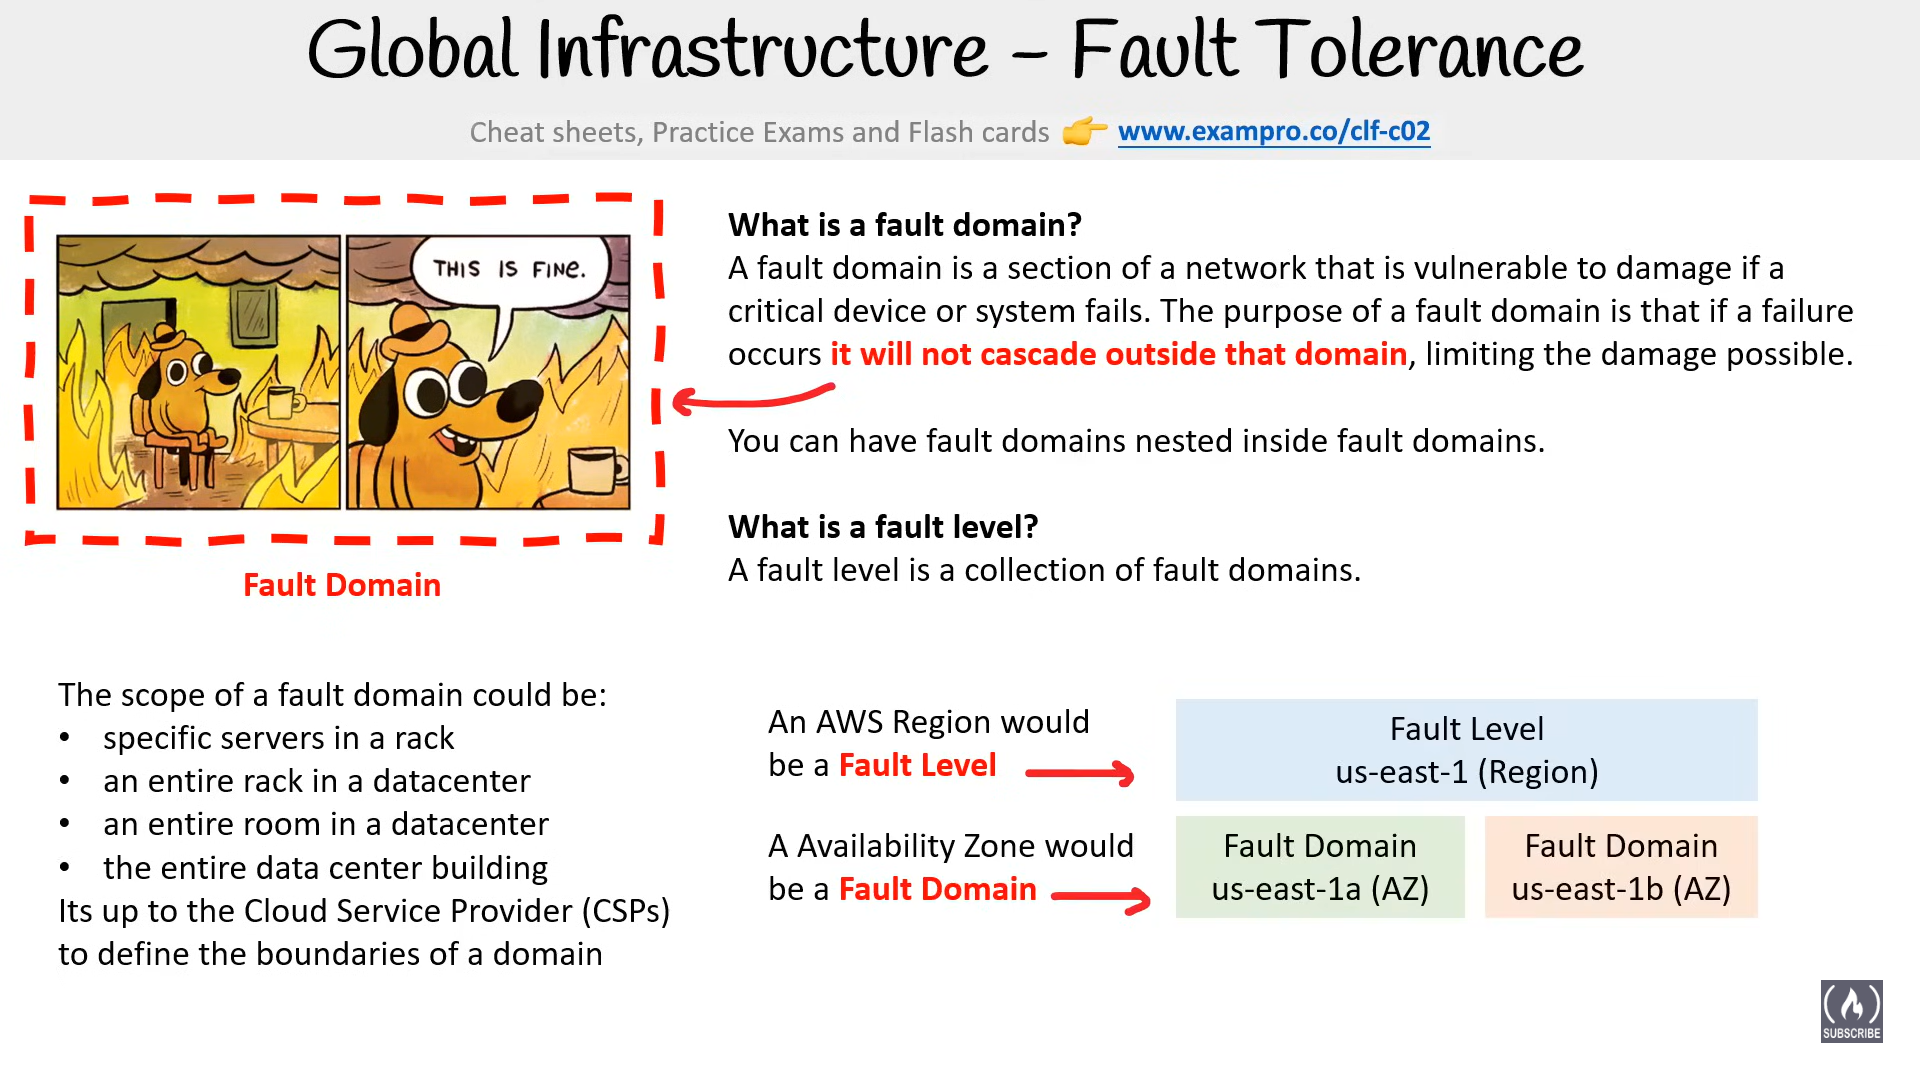 Global Infrastructure – Fault Tolerance
Cheat sheets, Practice Exams and Flash cards 👉 www.exampro.co/clf-c02
THIS IS FINE.
Fault Domain
What is a fault domain?
A fault domain is a section of a network that is vulnerable to damage if a
critical device or system fails. The purpose of a fault domain is that if a failure
occurs it will not cascade outside that domain, limiting the damage possible.
You can have fault domains nested inside fault domains.
What is a fault level?
A fault level is a collection of fault domains.
The scope of a fault domain could be:
• specific servers in a rack
• an entire rack in a datacenter
• an entire room in a datacenter
• the entire data center building
Its up to the Cloud Service Provider (CSPs)
to define the boundaries of a domain
An AWS Region would
be a Fault Level
Fault Level
us-east-1 (Region)
A Availability Zone would
be a Fault Domain
Fault Domain
us-east-1a (AZ)
Fault Domain
us-east-1b (AZ)
SUBSCRIBE